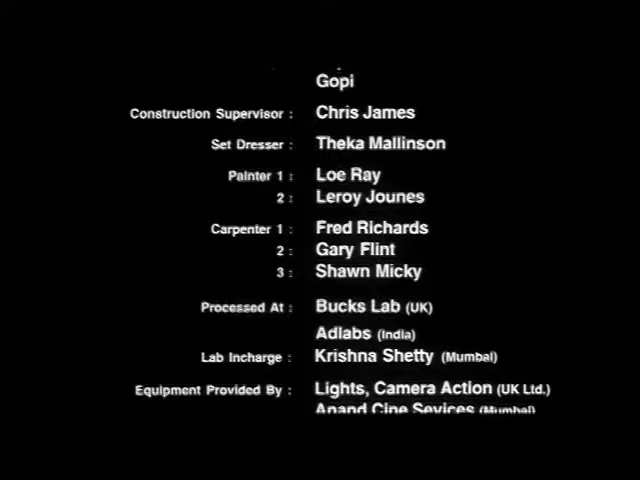 Gopi
Construction Supervisor : Chris James
Set Dresser : Theka Mallinson
Painter 1 : Loe Ray
2 : Leroy Jounes
Carpenter 1 : Fred Richards
2 : Gary Flint
3 : Shawn Micky
Processed At : Bucks Lab (UK)
Adlabs (India)
Lab Incharge : Krishna Shetty (Mumbai)
Equipment Provided By : Lights, Camera Action (UK Ltd.)
Anand Cine Sevices (Mumbai)